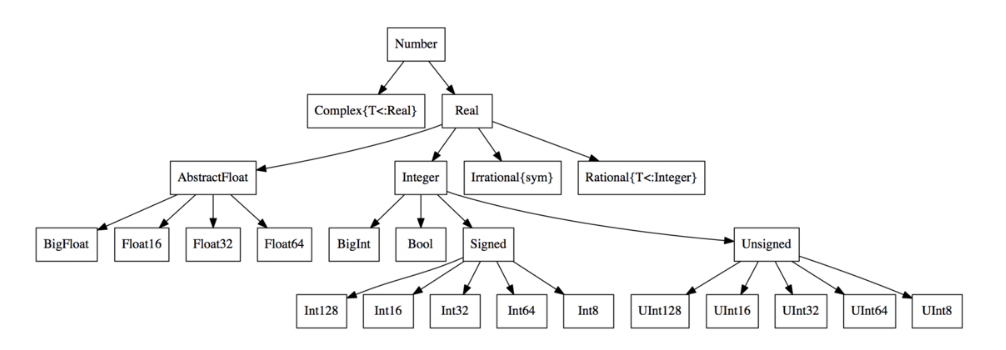 Number
Complex{T<:Real}
Real
AbstractFloat
Integer
Irrational{sym}
Rational{T<:Integer}
BigFloat
Float16
Float32
Float64
BigInt
Bool
Signed
Unsigned
Int128
Int16
Int32
Int64
Int8
UInt128
UInt16
UInt32
UInt64
UInt8